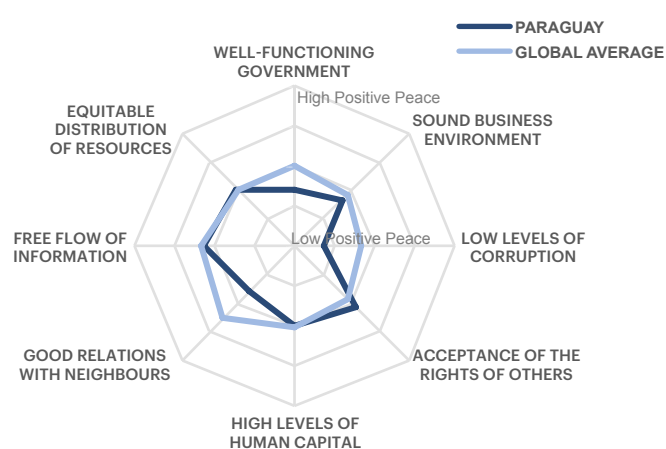 PARAGUAY
GLOBAL AVERAGE
WELL-FUNCTIONING
GOVERNMENT
High Positive Peace
EQUITABLE
DISTRIBUTION
OF RESOURCES
SOUND BUSINESS
ENVIRONMENT
FREE FLOW OF
INFORMATION
Low Positive Peace
LOW LEVELS OF
CORRUPTION
GOOD RELATIONS
WITH NEIGHBOURS
ACCEPTANCE OF THE
RIGHTS OF OTHERS
HIGH LEVELS OF
HUMAN CAPITAL